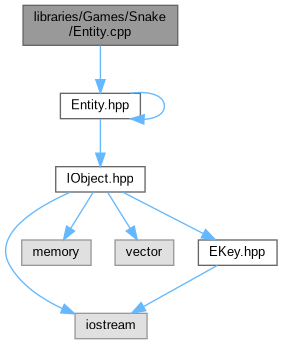 libraries/Games/Snake
/Entity.cpp
Entity.hpp
IObject.hpp
memory
vector
EKey.hpp
iostream